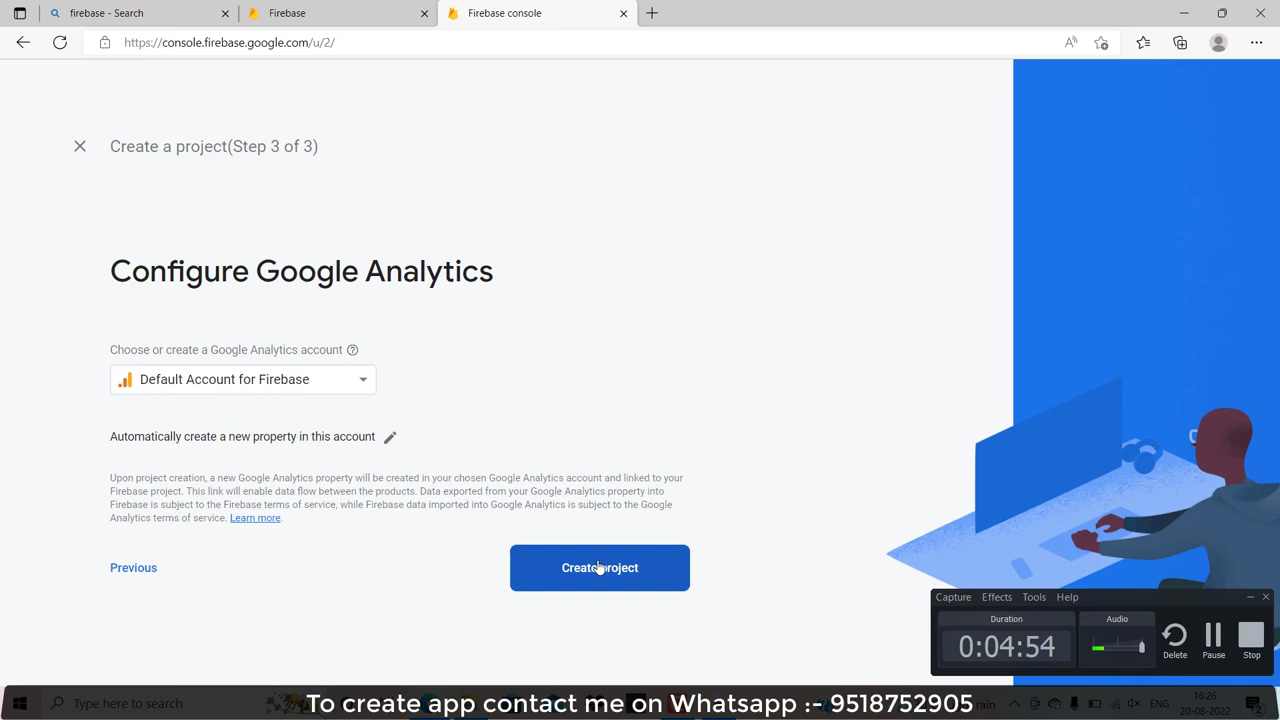 firebase - Search
Firebase
Firebase console
https://console.firebase.google.com/u/2/
Create a project(Step 3 of 3)
Configure Google Analytics
Choose or create a Google Analytics account
Default Account for Firebase
Automatically create a new property in this account
Upon project creation, a new Google Analytics property will be created in your chosen Google Analytics account and linked to your
Firebase project. This link will enable data flow between the products. Data exported from your Google Analytics property into
Firebase is subject to the Firebase terms of service, while Firebase data imported into Google Analytics is subject to the Google
Analytics terms of service. Learn more.
Previous
Create project
Capture Effects Tools Help
Duration
Audio
0:04:54
Delete
Pause
Stop
Type here to search
To create app contact me on Whatsapp :- 9518752905
rain
ENG
16:26
20-08-2022
2